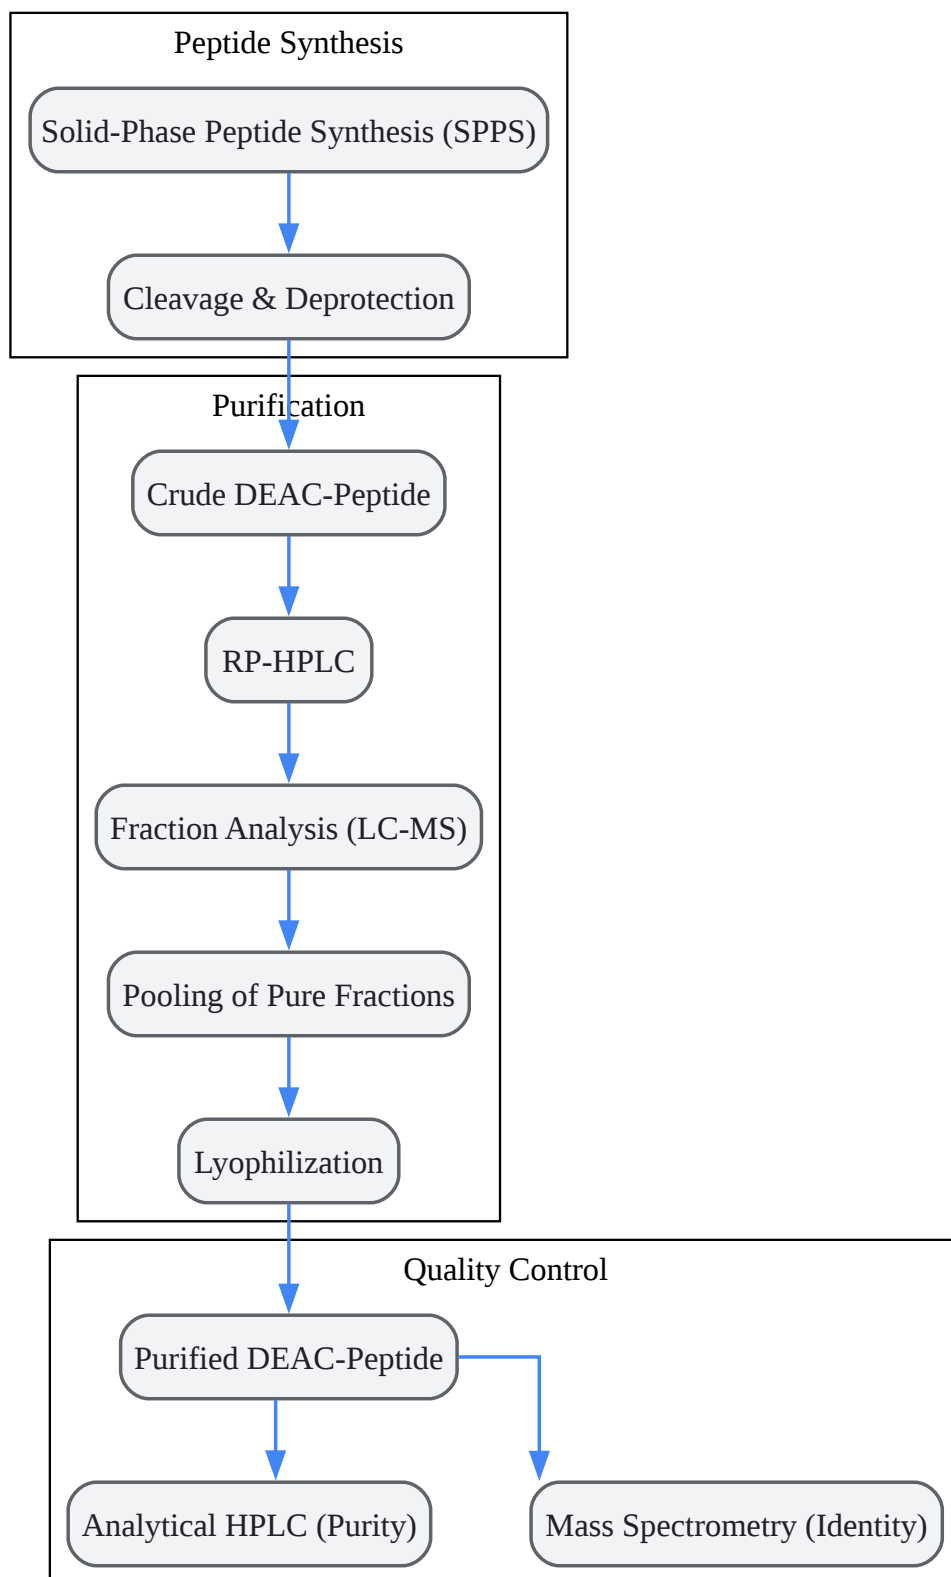 Peptide Synthesis
Solid-Phase Peptide Synthesis (SPPS)
Cleavage & Deprotection
Purification
Crude DEAC-Peptide
RP-HPLC
Fraction Analysis (LC-MS)
Pooling of Pure Fractions
Lyophilization
Quality Control
Purified DEAC-Peptide
Analytical HPLC (Purity)
Mass Spectrometry (Identity)